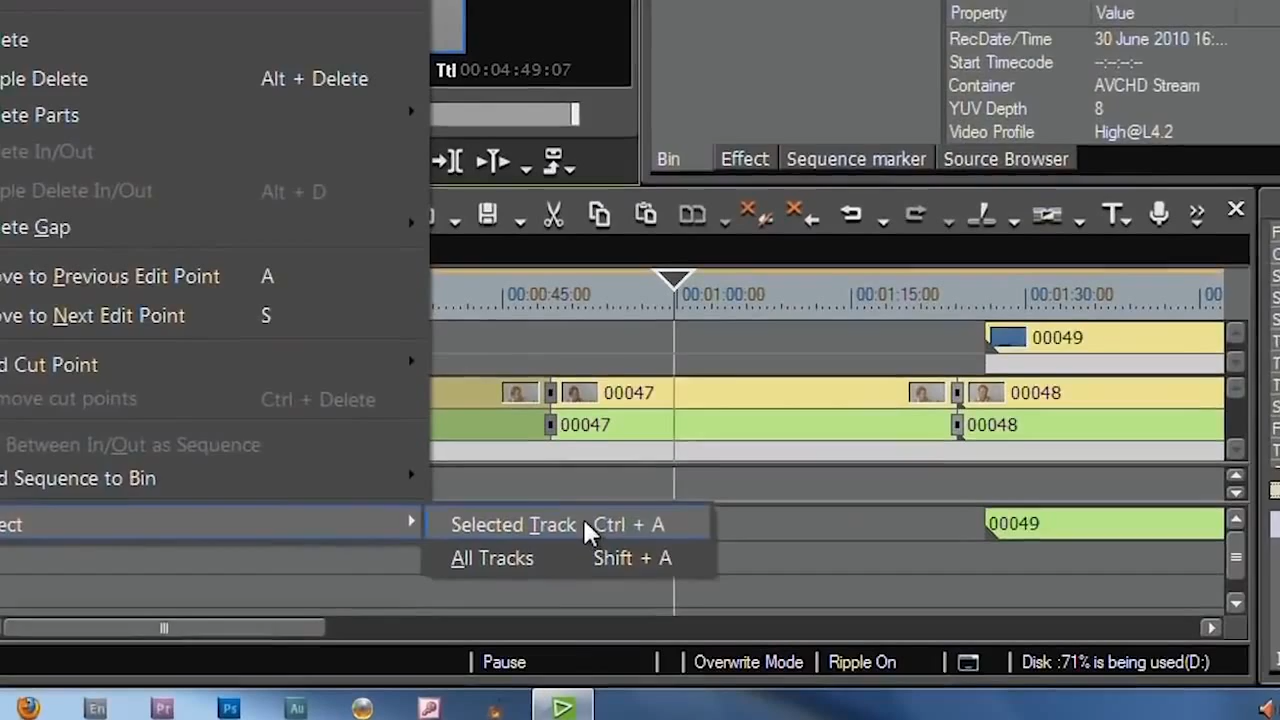 ete
ple Delete Alt + Delete
ete Parts
ete In/Out
ple Delete In/Out Alt + D
ete Gap
ove to Previous Edit Point A
ove to Next Edit Point S
d Cut Point
move cut points Ctrl + Delete
Between In/Out as Sequence
d Sequence to Bin
ect
Selected Track Ctrl + A
All Tracks Shift + A
Ttl 00:04:49:07
Property Value
RecDate/Time 30 June 2010 16:...
Start Timecode --:--:--:--
Container AVCHD Stream
YUV Depth 8
Video Profile High@L4.2
Bin Effect Sequence marker Source Browser
00:00:45:00 00:01:00:00 00:01:15:00 00:01:30:00 00
00049
00047 00048
00047 00048
00049
Pause Overwrite Mode Ripple On Disk :71% is being used(D:)
En Pr Ps Au